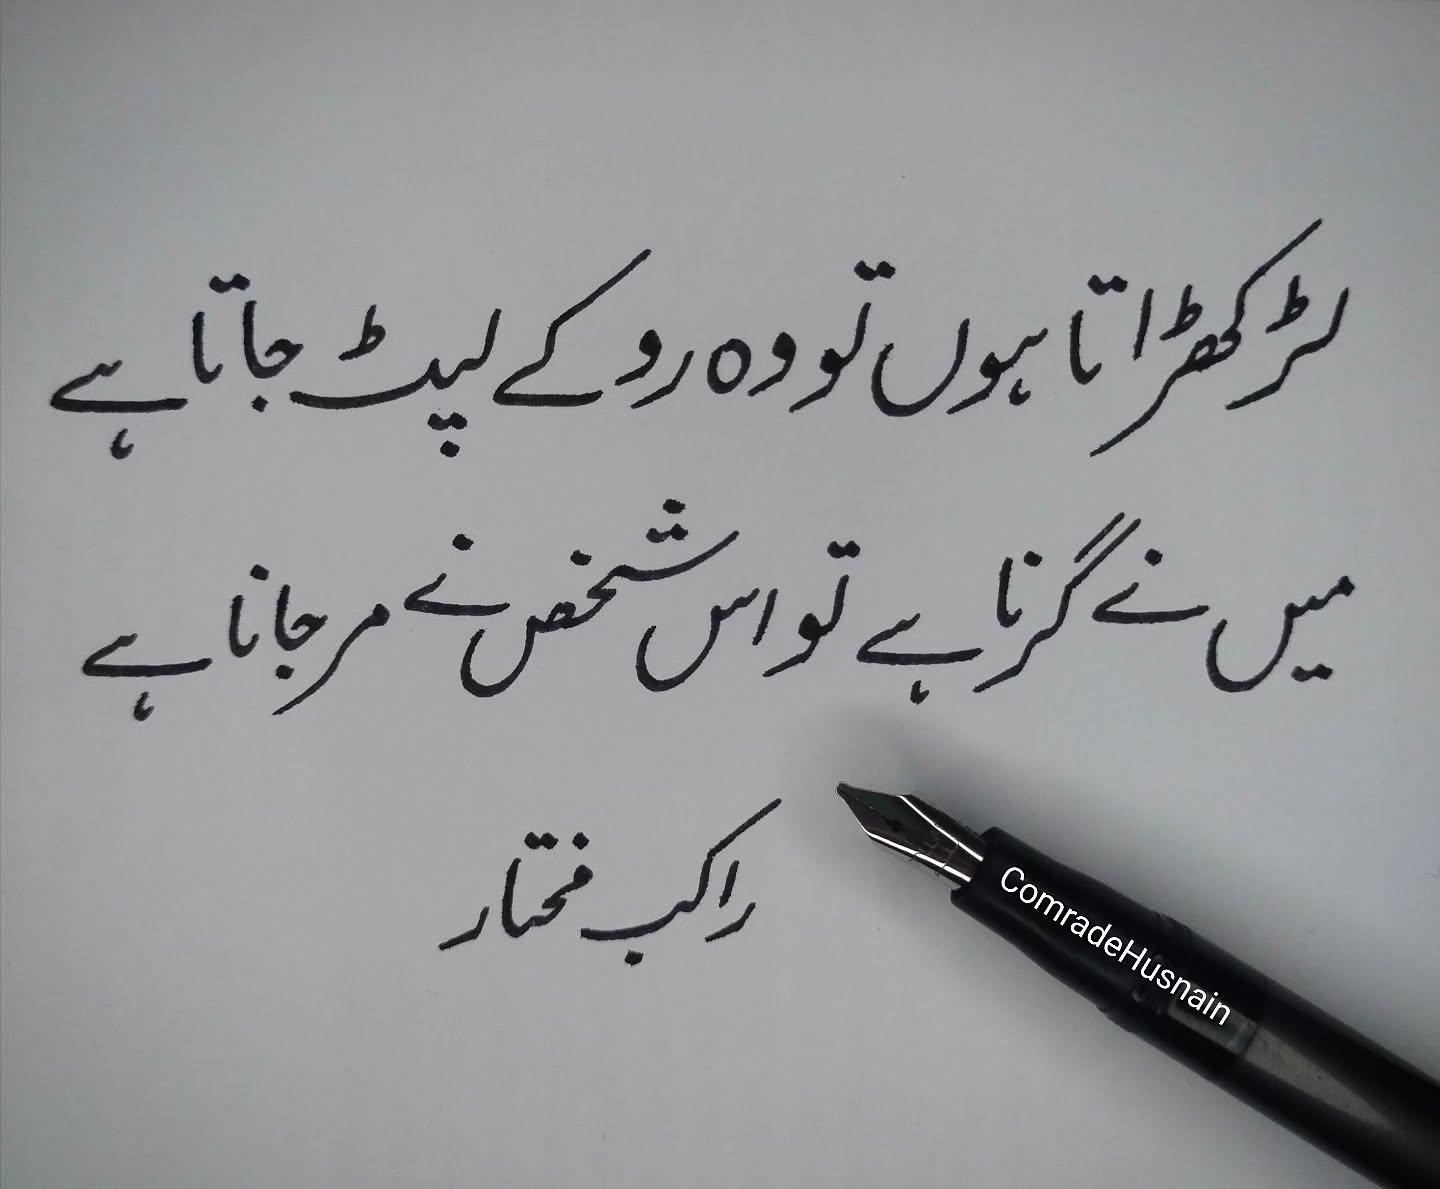 لڑکھڑاتا ہوں تو وہ رو کے لپٹ جاتا ہے
میں نے گرنا ہے تو اس شخص نے مر جانا ہے
راکب مختار
ComradeHusnain